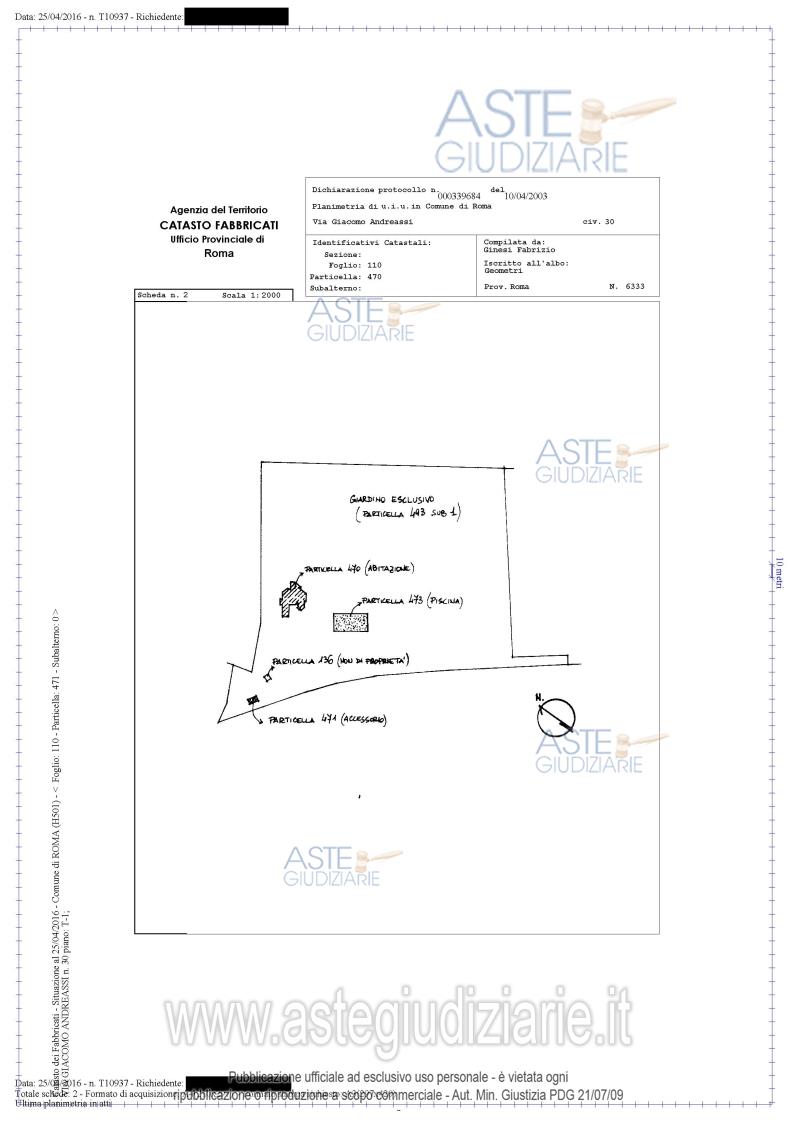 Data: 25/04/2016 - n. T10937 - Richiedente:
ASTE
GIUDIZIARIE
Agenzia del Territorio
CATASTO FABBRICATI
Ufficio Provinciale di
Roma
Dichiarazione protocollo n. 000339684 del 10/04/2003
Planimetria di u.i.u. in Comune di Roma
Via Giacomo Andreassi civ. 30
Identificativi Catastali:
Sezione:
Foglio: 110
Particella: 470
Subalterno:
Compilata da:
Ginesi Fabrizio
Iscritto all'albo:
Geometri
Prov. Roma N. 6333
Scheda n. 2 Scala 1:2000
ASTE
GIUDIZIARIE
ASTE
GIUDIZIARIE
GIARDINO ESCLUSIVO
(PARTICELLA 493 SUB 1)
PARTICELLA 470 (ABITAZIONE)
PARTICELLA 473 (PISCINA)
PARTICELLA 136 (NON DI PROPRIETA')
PARTICELLA 471 (ACCESSORIO)
N.
ASTE
GIUDIZIARIE
ASTE
GIUDIZIARIE
10 metri
Catasto dei Fabbricati - Situazione al 25/04/2016 - Comune di ROMA (H501) - < Foglio: 110 - Particella: 471 - Subalterno: 0 >
VIA GIACOMO ANDREASSI n. 30 piano: T-1;
www.astegiudiziarie.it
Data: 25/04/2016 - n. T10937 - Richiedente:
Totale schede: 2 - Formato di acquisizione:
Ultima planimetria in atti
Pubblicazione ufficiale ad esclusivo uso personale - è vietata ogni
ripubblicazione o riproduzione a scopo commerciale - Aut. Min. Giustizia PDG 21/07/09